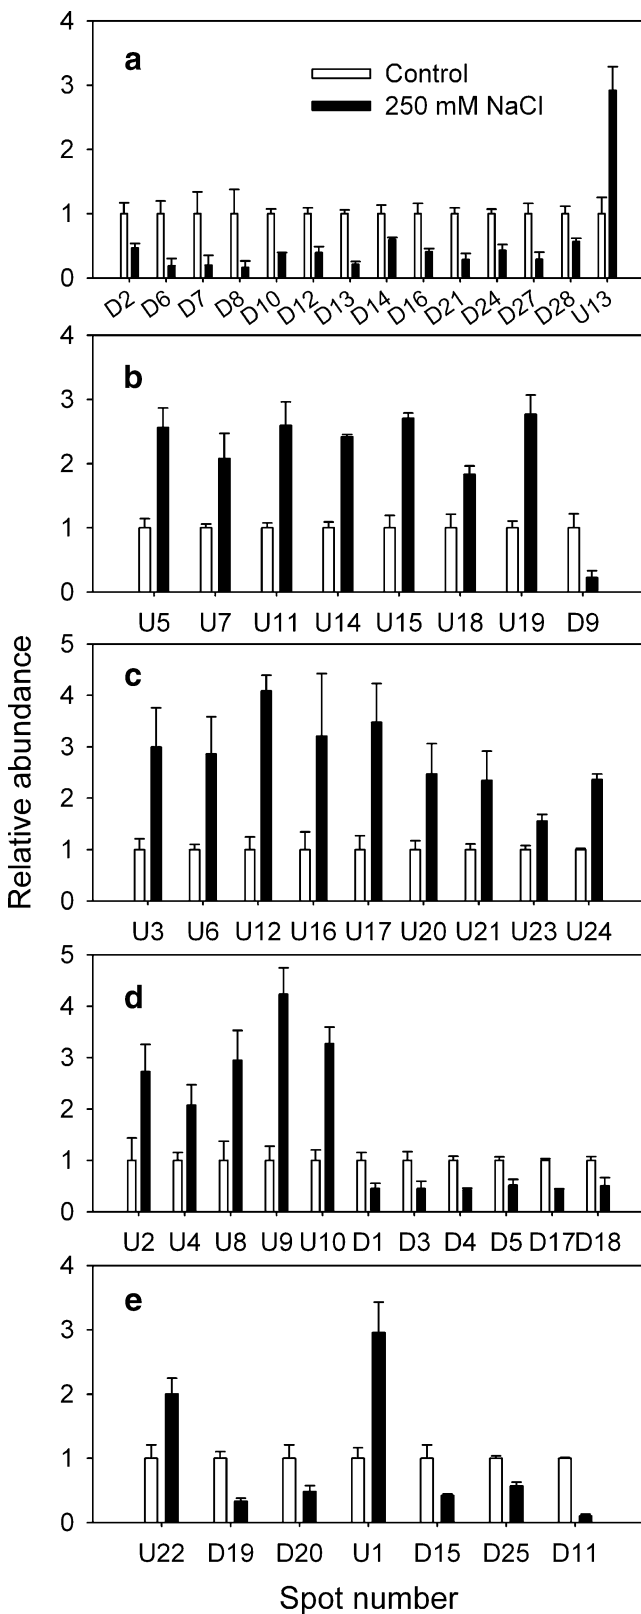 4
a
Control
250 mM NaCl
3
2
1
0
D2 D6 D7 D8 D10 D12 D13 D14 D16 D21 D24 D27 D28 U13
4
b
3
2
1
0
U5 U7 U11 U14 U15 U18 U19 D9
Relative abundance
5
c
4
3
2
1
0
U3 U6 U12 U16 U17 U20 U21 U23 U24
5
d
4
3
2
1
0
U2 U4 U8 U9 U10 D1 D3 D4 D5 D17 D18
4
e
3
2
1
0
U22 D19 D20 U1 D15 D25 D11
Spot number